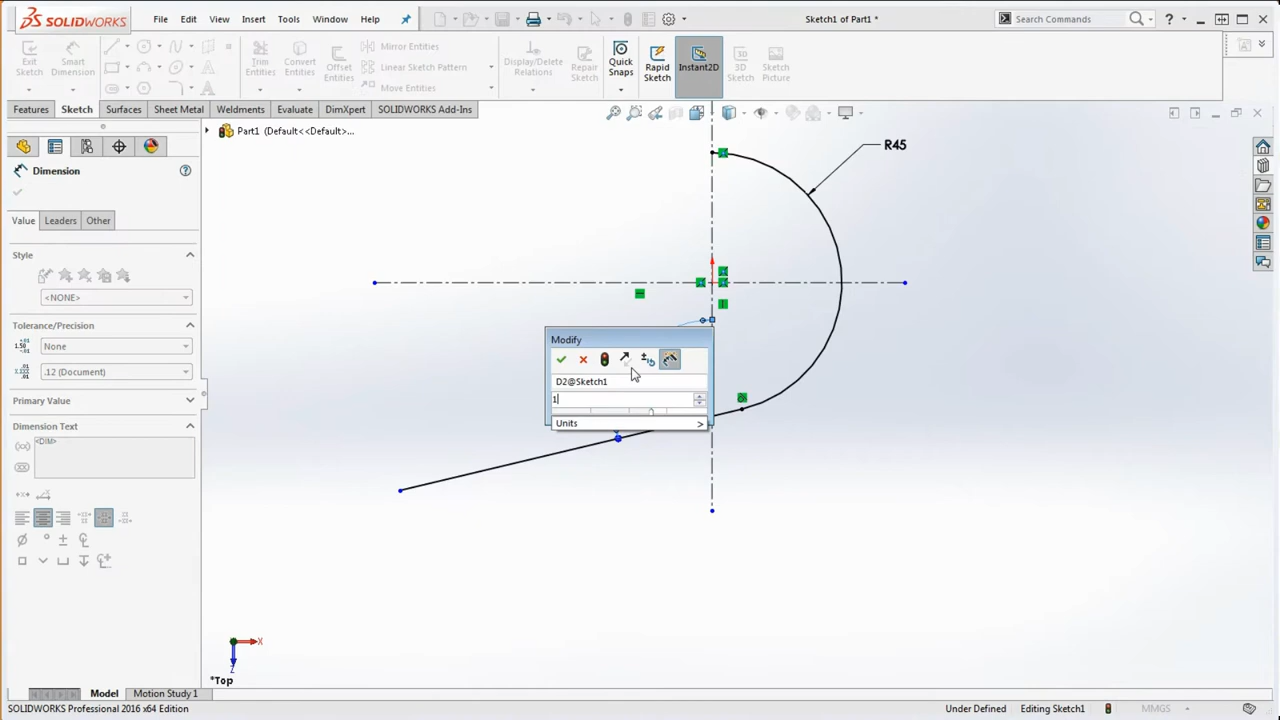 SOLIDWORKS
File Edit View Insert Tools Window Help
Sketch1 of Part1 *
Search Commands
Exit Sketch
Smart Dimension
Trim Entities
Convert Entities
Offset Entities
Mirror Entities
Linear Sketch Pattern
Move Entities
Display/Delete Relations
Repair Sketch
Quick Snaps
Rapid Sketch
Instant2D
3D Sketch
Sketch Picture
Features Sketch Surfaces Sheet Metal Weldments Evaluate DimXpert SOLIDWORKS Add-Ins
Part1 (Default<<Default>...
Dimension
Value Leaders Other
Style
<NONE>
Tolerance/Precision
None
.12 (Document)
Primary Value
Dimension Text
<DIM>
R45
Modify
D2@Sketch1
1
Units >
X
Z
*Top
Model Motion Study 1
SOLIDWORKS Professional 2016 x64 Edition
Under Defined Editing Sketch1 MMGS